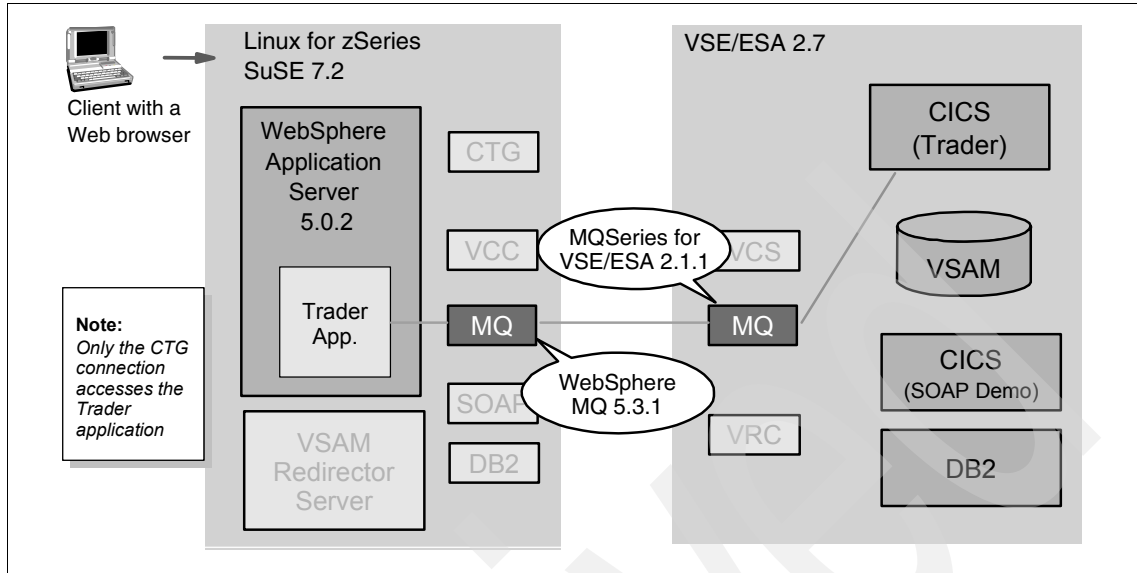 Client with a
Web browser
Linux for zSeries
SuSE 7.2
WebSphere
Application
Server
5.0.2
Trader
App.
VSAM
Redirector
Server
CTG
VCC
MQ
SOAP
DB2
MQSeries for
VSE/ESA 2.1.1
WebSphere
MQ 5.3.1
VSE/ESA 2.7
VCS
MQ
VRC
CICS
(Trader)
VSAM
CICS
(SOAP Demo)
DB2
Note:
Only the CTG
connection
accesses the
Trader
application